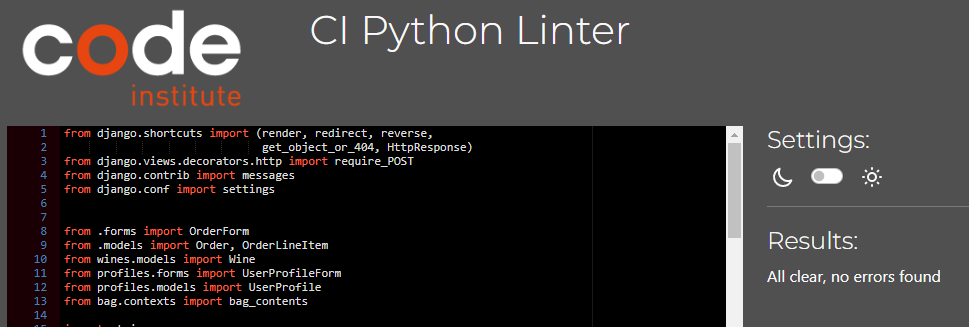 code
institute
CI Python Linter
1 from django.shortcuts import (render, redirect, reverse,
2 get_object_or_404, HttpResponse)
3 from django.views.decorators.http import require_POST
4 from django.contrib import messages
5 from django.conf import settings
6
7
8 from .forms import OrderForm
9 from .models import Order, OrderLineItem
10 from wines.models import Wine
11 from profiles.forms import UserProfileForm
12 from profiles.models import UserProfile
13 from bag.contexts import bag_contents
14
Settings:
Results:
All clear, no errors found